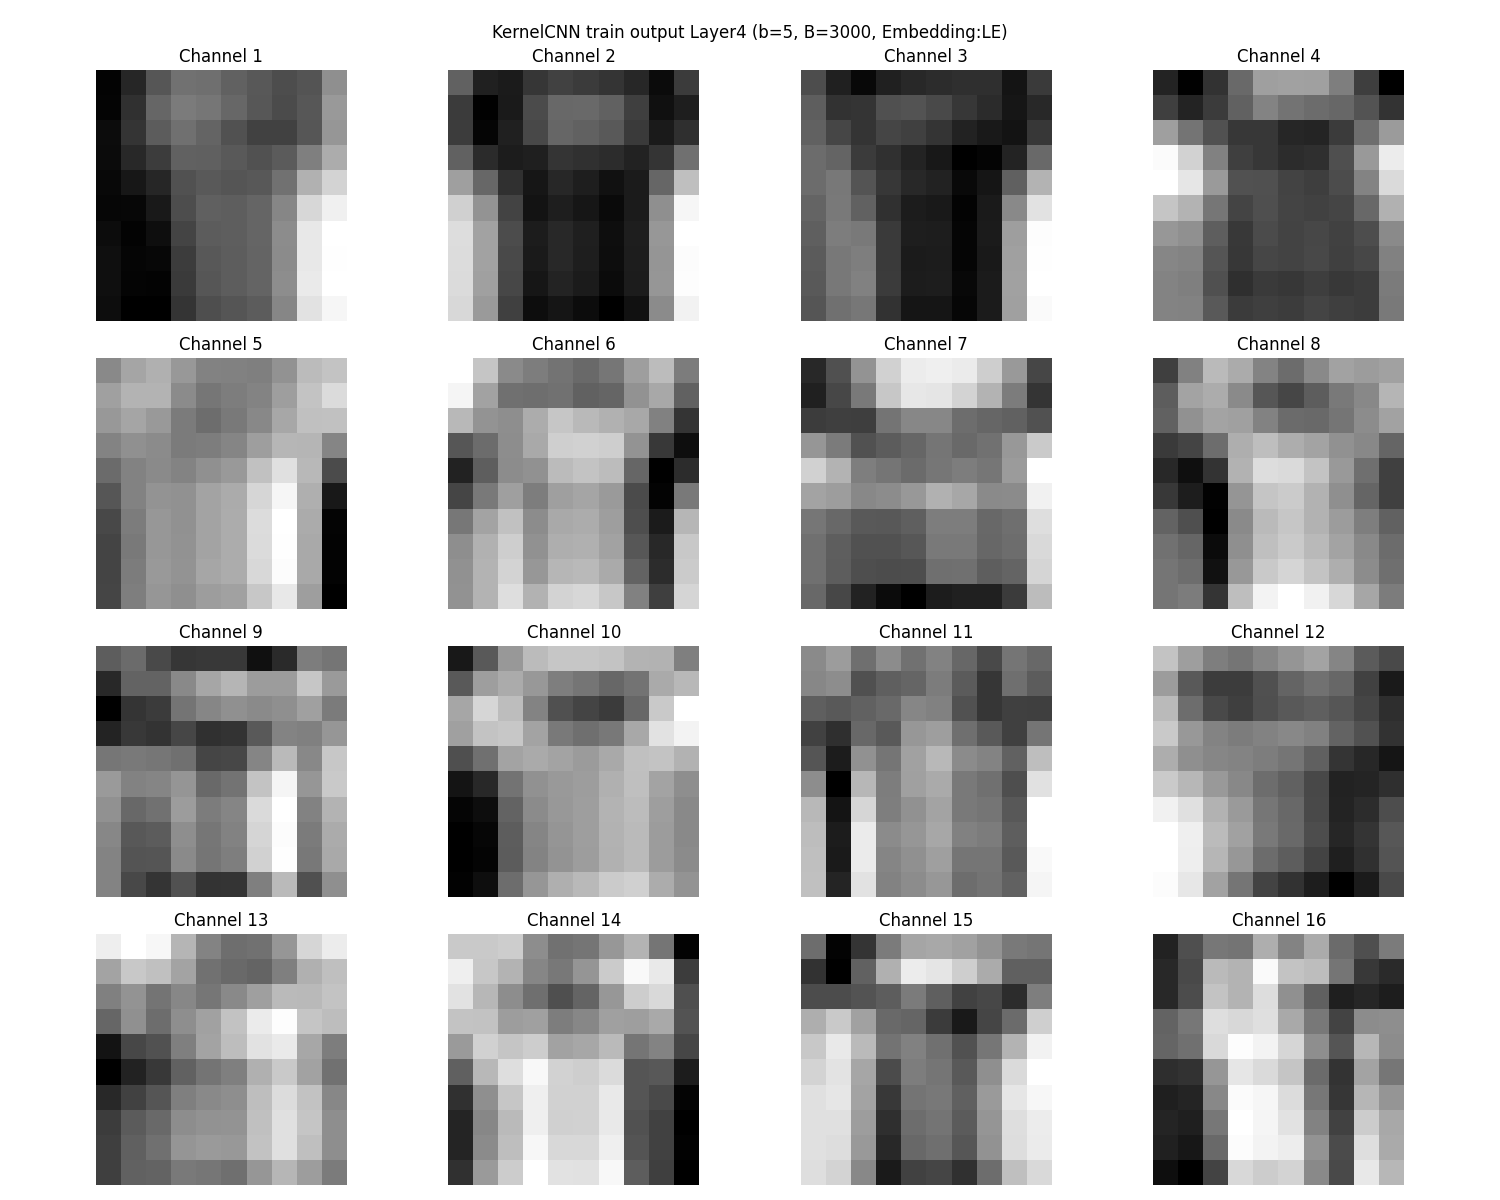 KernelCNN train output Layer4 (b=5, B=3000, Embedding:LE)
Channel 1
Channel 2
Channel 3
Channel 4
Channel 5
Channel 6
Channel 7
Channel 8
Channel 9
Channel 10
Channel 11
Channel 12
Channel 13
Channel 14
Channel 15
Channel 16